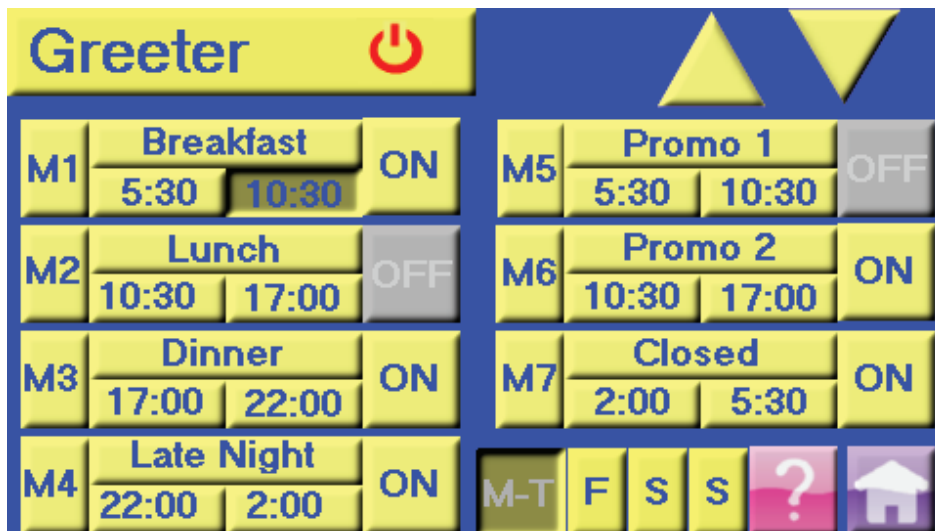 Greeter
M1 Breakfast ON
5:30 10:30
M2 Lunch OFF
10:30 17:00
M3 Dinner ON
17:00 22:00
M4 Late Night ON
22:00 2:00
M5 Promo 1 OFF
5:30 10:30
M6 Promo 2 ON
10:30 17:00
M7 Closed ON
2:00 5:30
M-T F S S ?